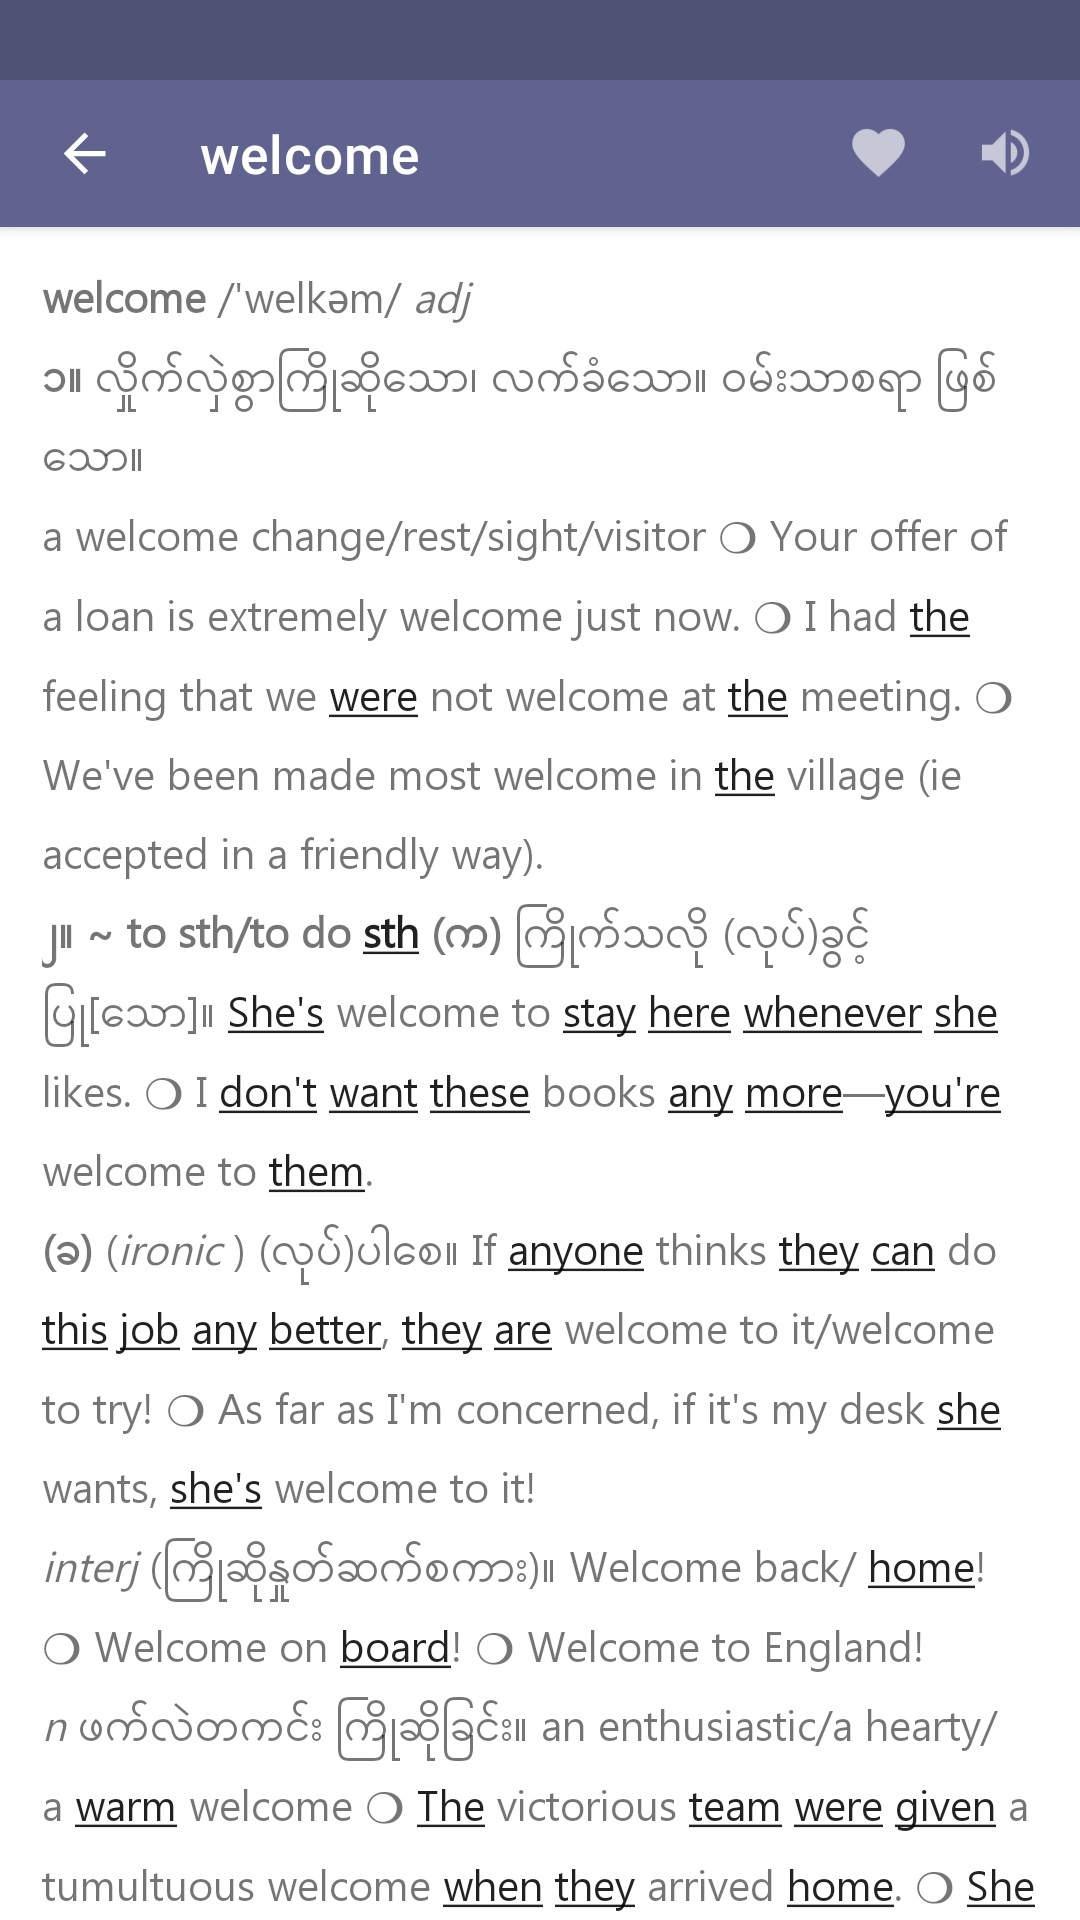 welcome
welcome /'welkəm/ adj
၁။ လှိုက်လှဲစွာကြိုဆိုသော၊ လက်ခံသော။ ဝမ်းသာစရာ ဖြစ်
သော။
a welcome change/rest/sight/visitor ❍ Your offer of
a loan is extremely welcome just now. ❍ I had the
feeling that we were not welcome at the meeting. ❍
We've been made most welcome in the village (ie
accepted in a friendly way).
၂။ ~ to sth/to do sth (က) ကြိုက်သလို (လုပ်)ခွင့်
ပြု[သော]။ She's welcome to stay here whenever she
likes. ❍ I don't want these books any more—you're
welcome to them.
(ခ) (ironic ) (လုပ်)ပါစေ။ If anyone thinks they can do
this job any better, they are welcome to it/welcome
to try! ❍ As far as I'm concerned, if it's my desk she
wants, she's welcome to it!
interj (ကြိုဆိုနှုတ်ဆက်စကား)။ Welcome back/ home!
❍ Welcome on board! ❍ Welcome to England!
n ဖက်လဲတကင်း ကြိုဆိုခြင်း။ an enthusiastic/a hearty/
a warm welcome ❍ The victorious team were given a
tumultuous welcome when they arrived home. ❍ She